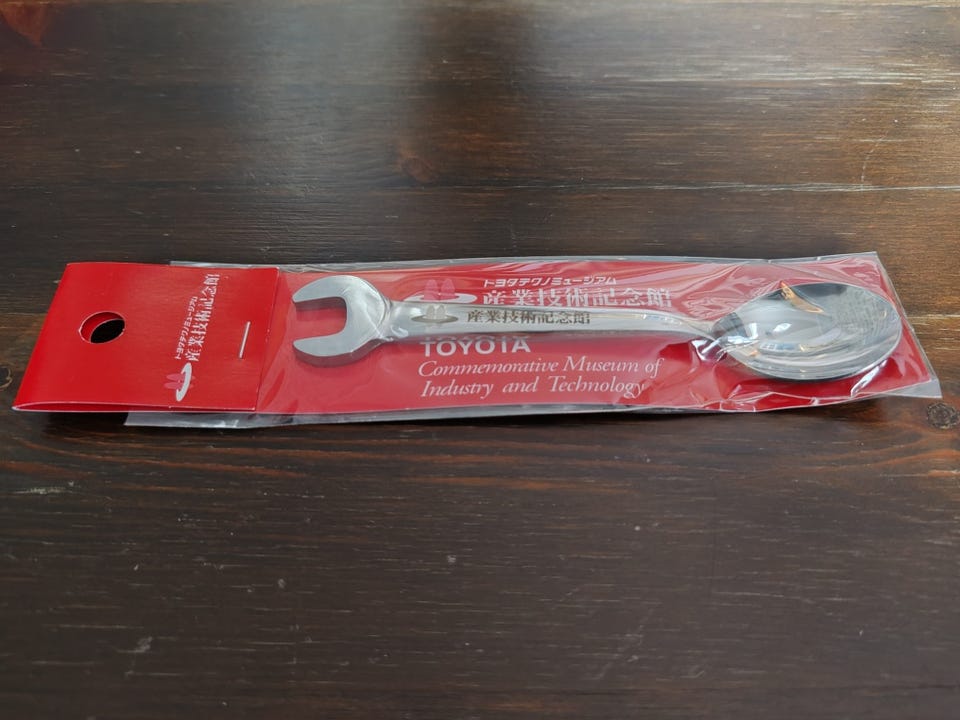 トヨタテクノミュージアム
産業技術記念館
トヨタテクノミュージアム
産業技術記念館
産業技術記念館
TOYOTA
Commemorative Museum of
Industry and Technology